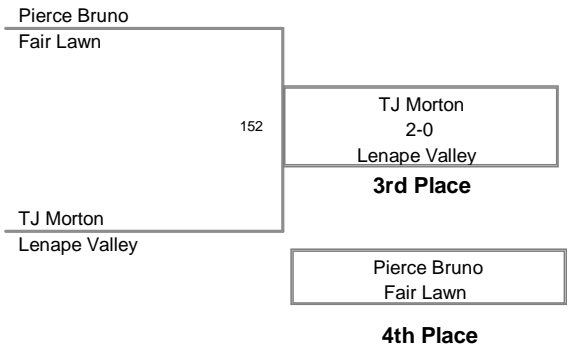 Pierce Bruno
Fair Lawn
152
TJ Morton
2-0
Lenape Valley
3rd Place
TJ Morton
Lenape Valley
Pierce Bruno
Fair Lawn
4th Place